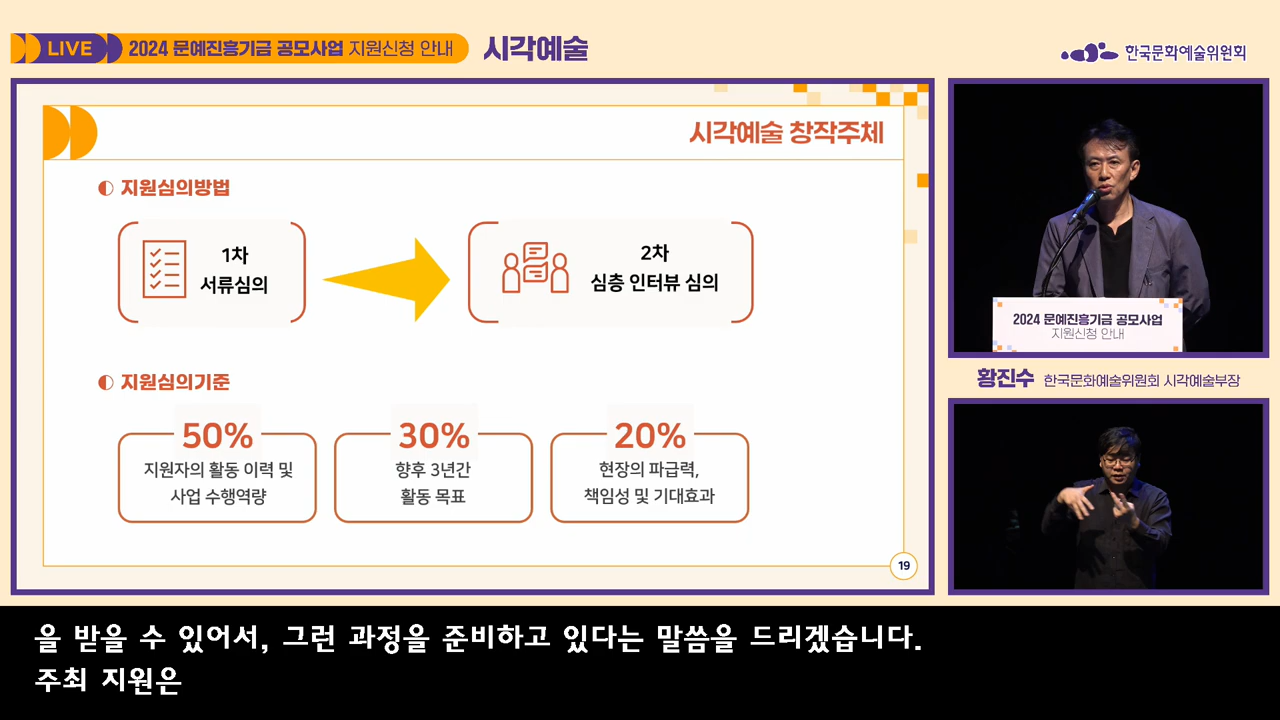 LIVE 2024 문예진흥기금 공모사업 지원신청 안내 시각예술
한국문화예술위원회
시각예술 창작주체
지원심의방법
1차
서류심의
2차
심층 인터뷰 심의
지원심의기준
50%
지원자의 활동 이력 및
사업 수행역량
30%
향후 3년간
활동 목표
20%
현장의 파급력,
책임성 및 기대효과
19
2024 문예진흥기금 공모사업
지원신청 안내
황진수 한국문화예술위원회 시각예술부장
을 받을 수 있어서, 그런 과정을 준비하고 있다는 말씀을 드리겠습니다.
주최 지원은